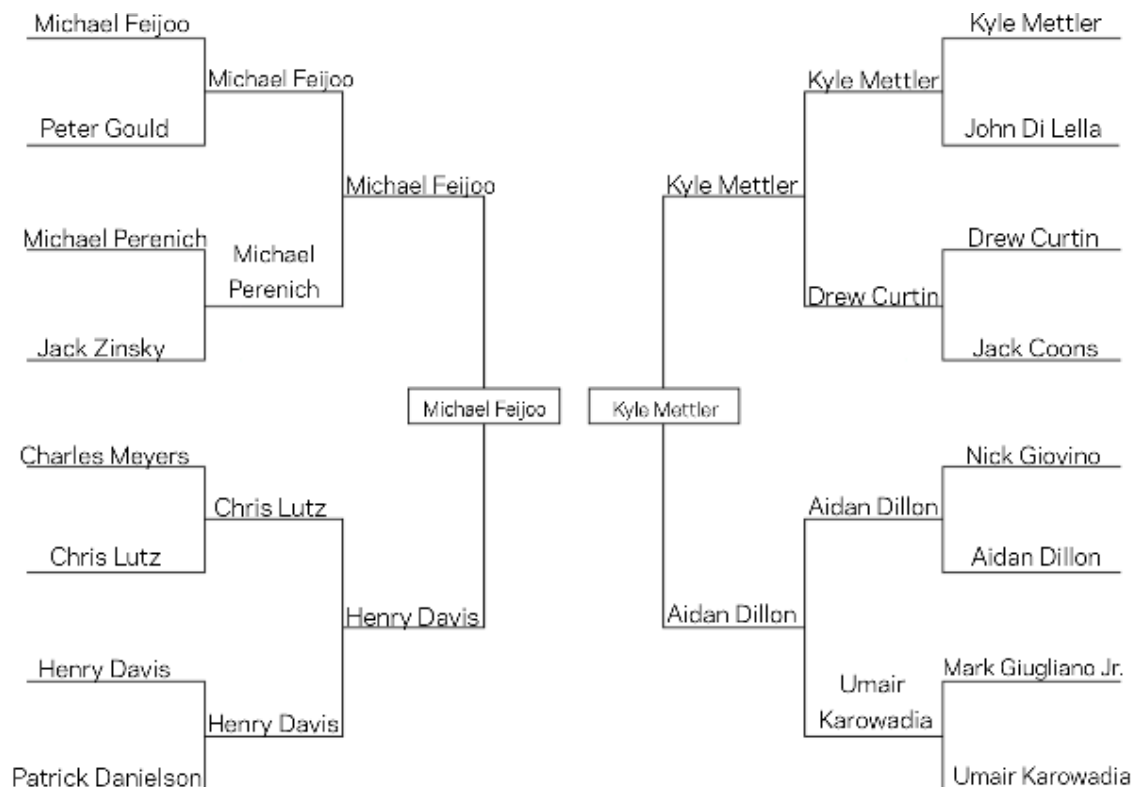 Michael Feijoo
Kyle Mettler
Michael Feijoo
Kyle Mettler
Peter Gould
John Di Lella
Michael Feijoo
Kyle Mettler
Michael Perenich
Drew Curtin
Michael
Perenich
Drew Curtin
Jack Zinsky
Jack Coons
Michael Feijoo
Kyle Mettler
Charles Meyers
Nick Giovino
Chris Lutz
Aidan Dillon
Chris Lutz
Aidan Dillon
Henry Davis
Aidan Dillon
Henry Davis
Mark Giugliano Jr.
Umair
Karowadia
Henry Davis
Patrick Danielson
Umair Karowadia